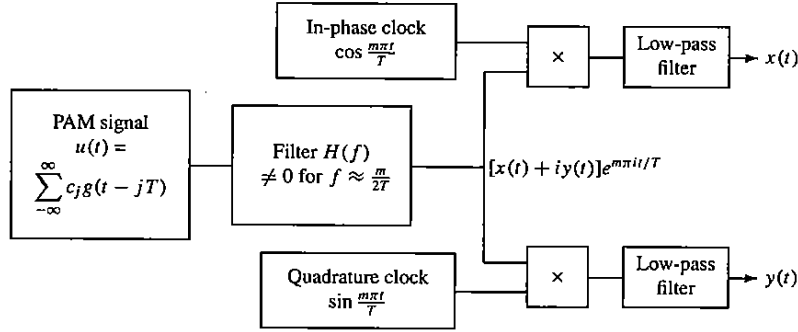 In-phase clock
cos mπt/T
×
Low-pass
filter
x(t)
PAM signal
u(t) =
∞
∑ c_j g(t − jT)
−∞
Filter H(f)
≠ 0 for f ≈ m/2T
[x(t) + iy(t)]e^{mπit/T}
Quadrature clock
sin mπt/T
×
Low-pass
filter
y(t)